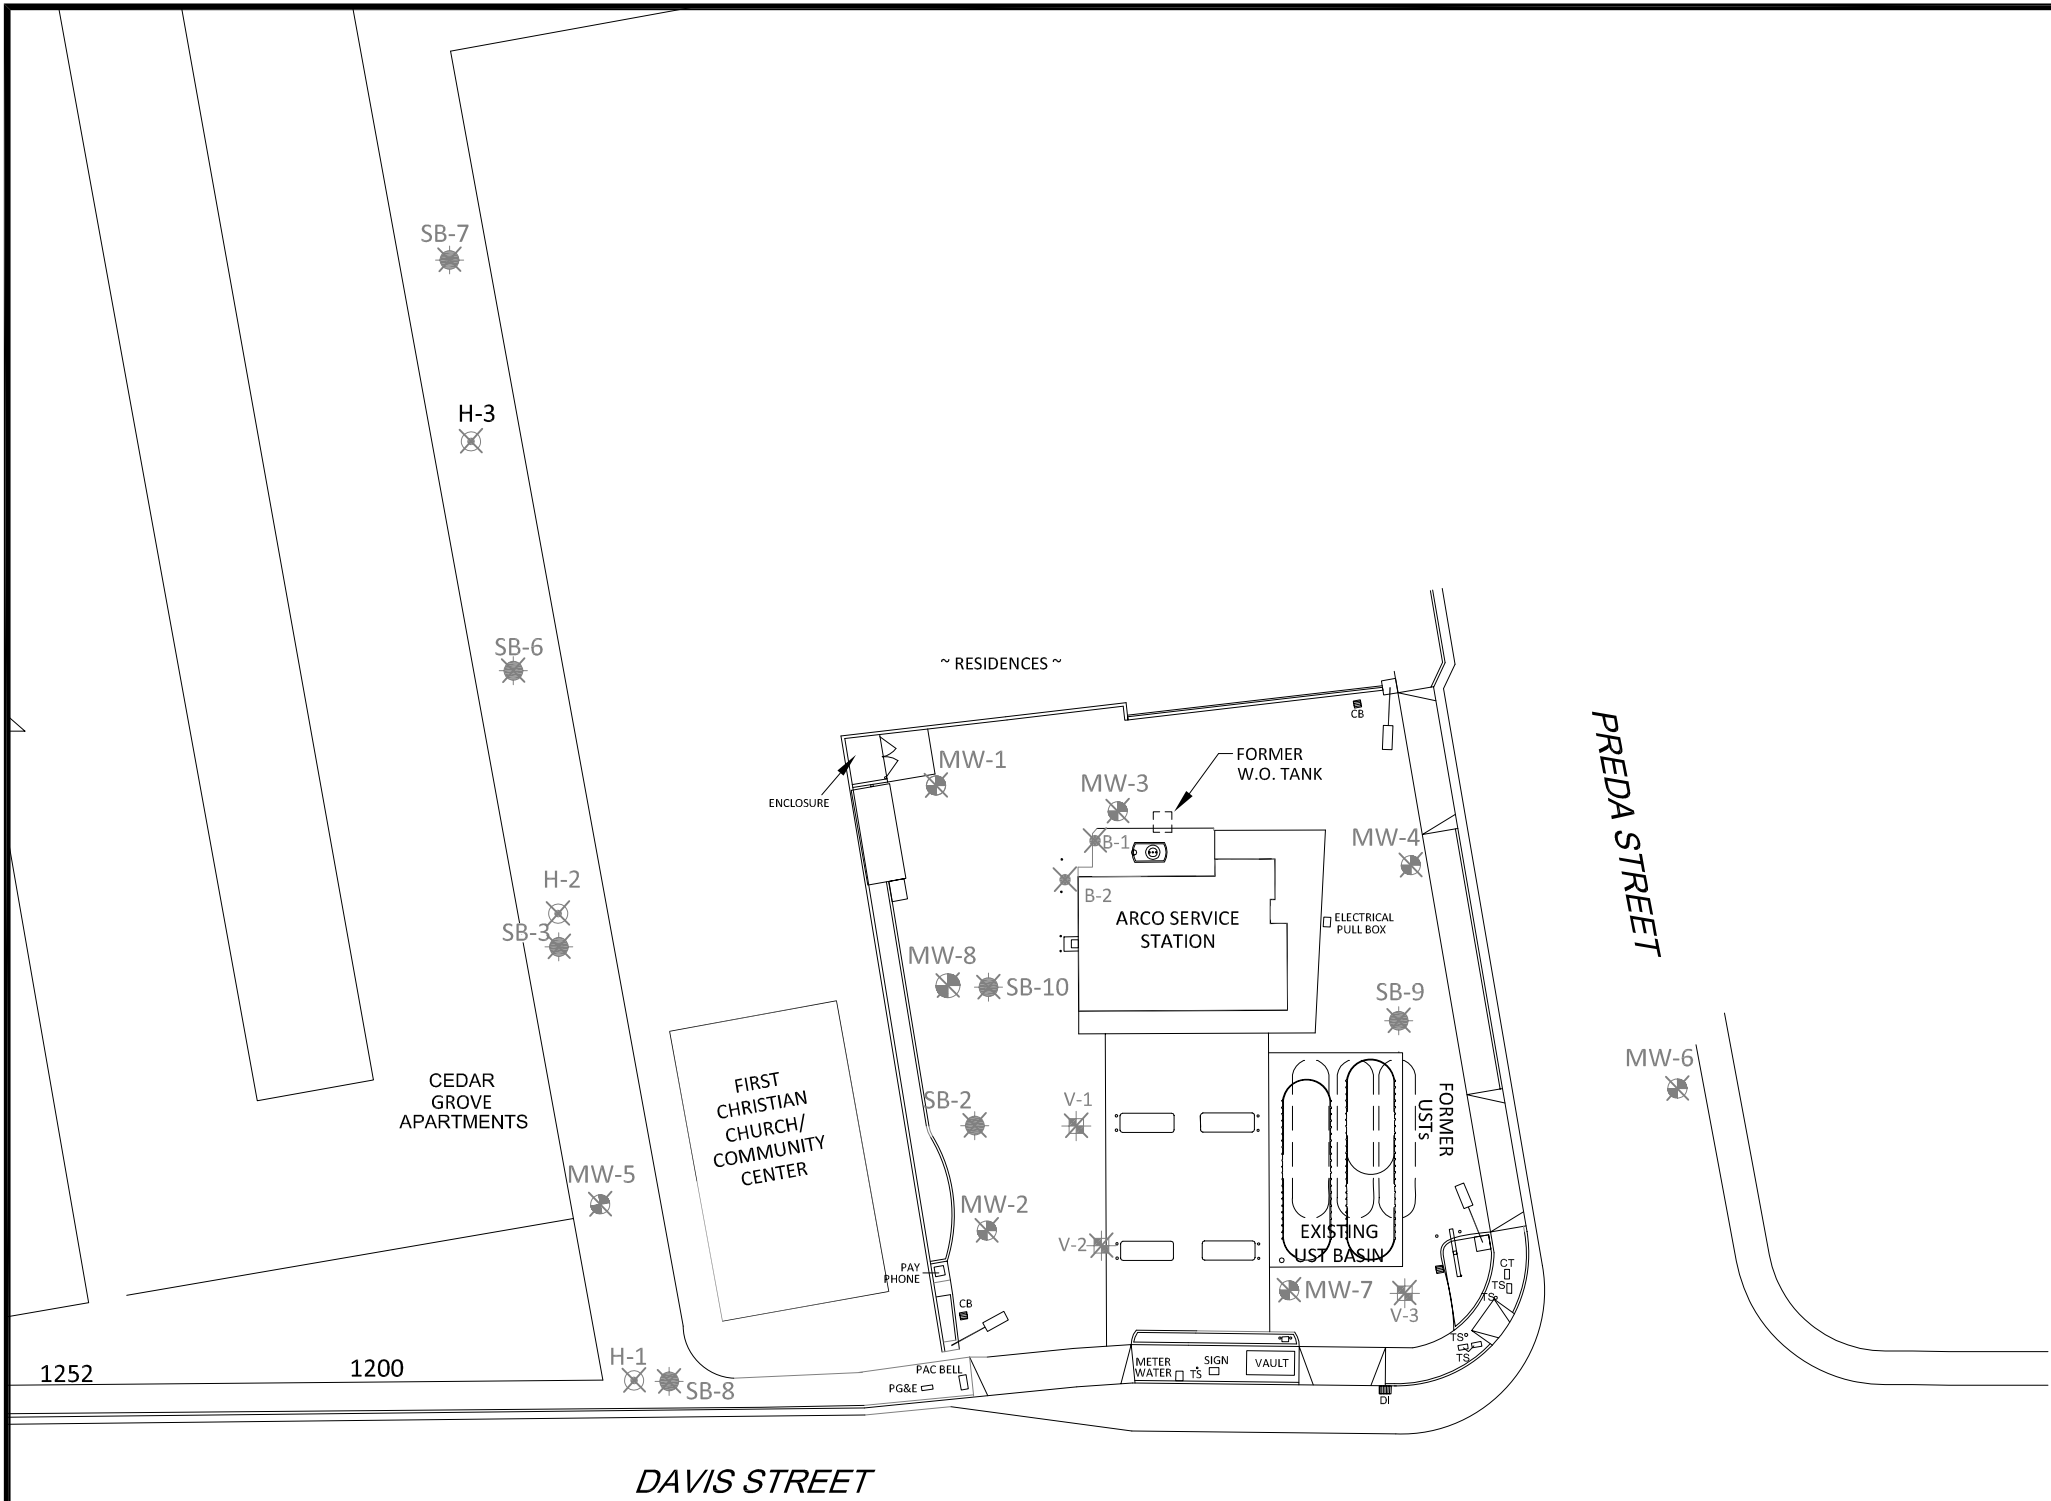 SB-7
H-3
SB-6
~ RESIDENCES ~
CB
PREDA STREET
MW-1
FORMER
W.O. TANK
MW-3
ENCLOSURE
MW-4
B-1
H-2
B-2
SB-3
ARCO SERVICE
STATION
ELECTRICAL
PULL BOX
MW-8
SB-10
SB-9
MW-6
CEDAR
GROVE
APARTMENTS
FIRST
CHRISTIAN
CHURCH/
COMMUNITY
CENTER
SB-2
V-1
FORMER
USTs
MW-5
MW-2
V-2
EXISTING
UST BASIN
PAY
PHONE
CT
TS
TS
MW-7
CB
V-3
TS
TS
H-1
SB-8
1252
1200
PAC BELL
PG&E
METER
WATER
TS
SIGN
VAULT
DI
DAVIS STREET